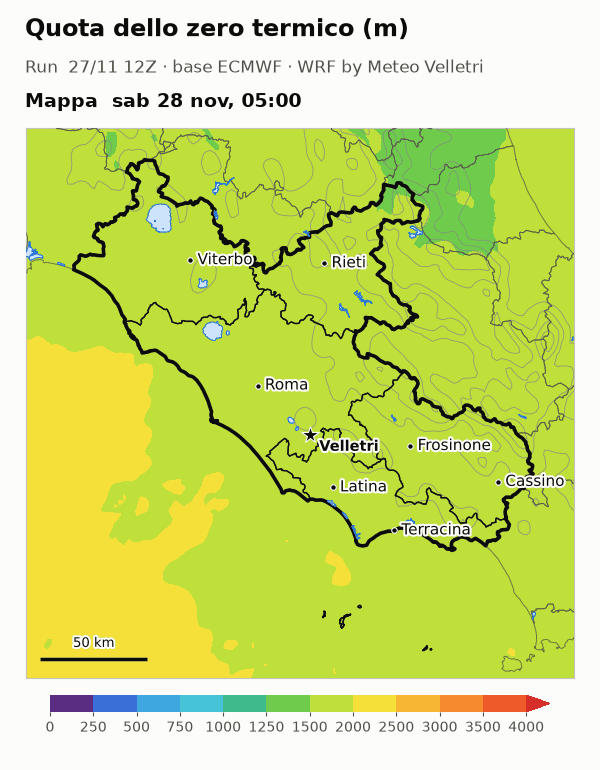 Quota dello zero termico (m)
Run 27/11 12Z · base ECMWF · WRF by Meteo Velletri
Mappa sab 28 nov, 05:00
Viterbo
Rieti
Roma
Velletri
Frosinone
Cassino
Latina
Terracina
50 km
0 250 500 750 1000 1250 1500 2000 2500 3000 3500 4000